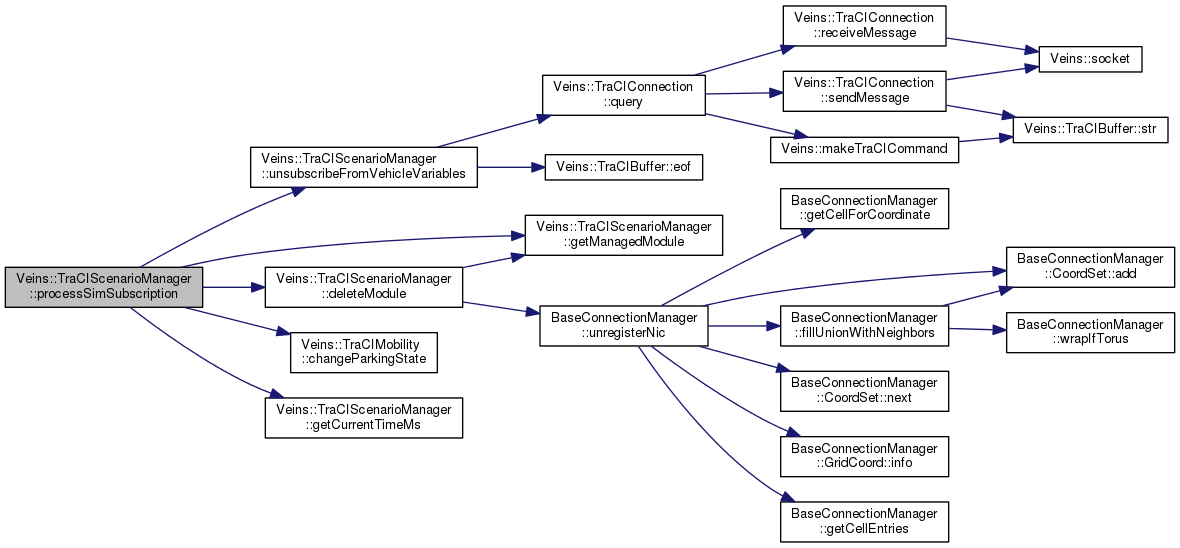 Veins::TraCIScenarioManager
::processSimSubscription
Veins::TraCIScenarioManager
::unsubscribeFromVehicleVariables
Veins::TraCIConnection
::query
Veins::TraCIConnection
::receiveMessage
Veins::socket
Veins::TraCIConnection
::sendMessage
Veins::TraCIBuffer::str
Veins::makeTraCICommand
Veins::TraCIBuffer::eof
Veins::TraCIScenarioManager
::getManagedModule
Veins::TraCIScenarioManager
::deleteModule
BaseConnectionManager
::unregisterNic
BaseConnectionManager
::getCellForCoordinate
BaseConnectionManager
::CoordSet::add
BaseConnectionManager
::fillUnionWithNeighbors
BaseConnectionManager
::wrapIfTorus
BaseConnectionManager
::CoordSet::next
BaseConnectionManager
::GridCoord::info
BaseConnectionManager
::getCellEntries
Veins::TraCIMobility
::changeParkingState
Veins::TraCIScenarioManager
::getCurrentTimeMs